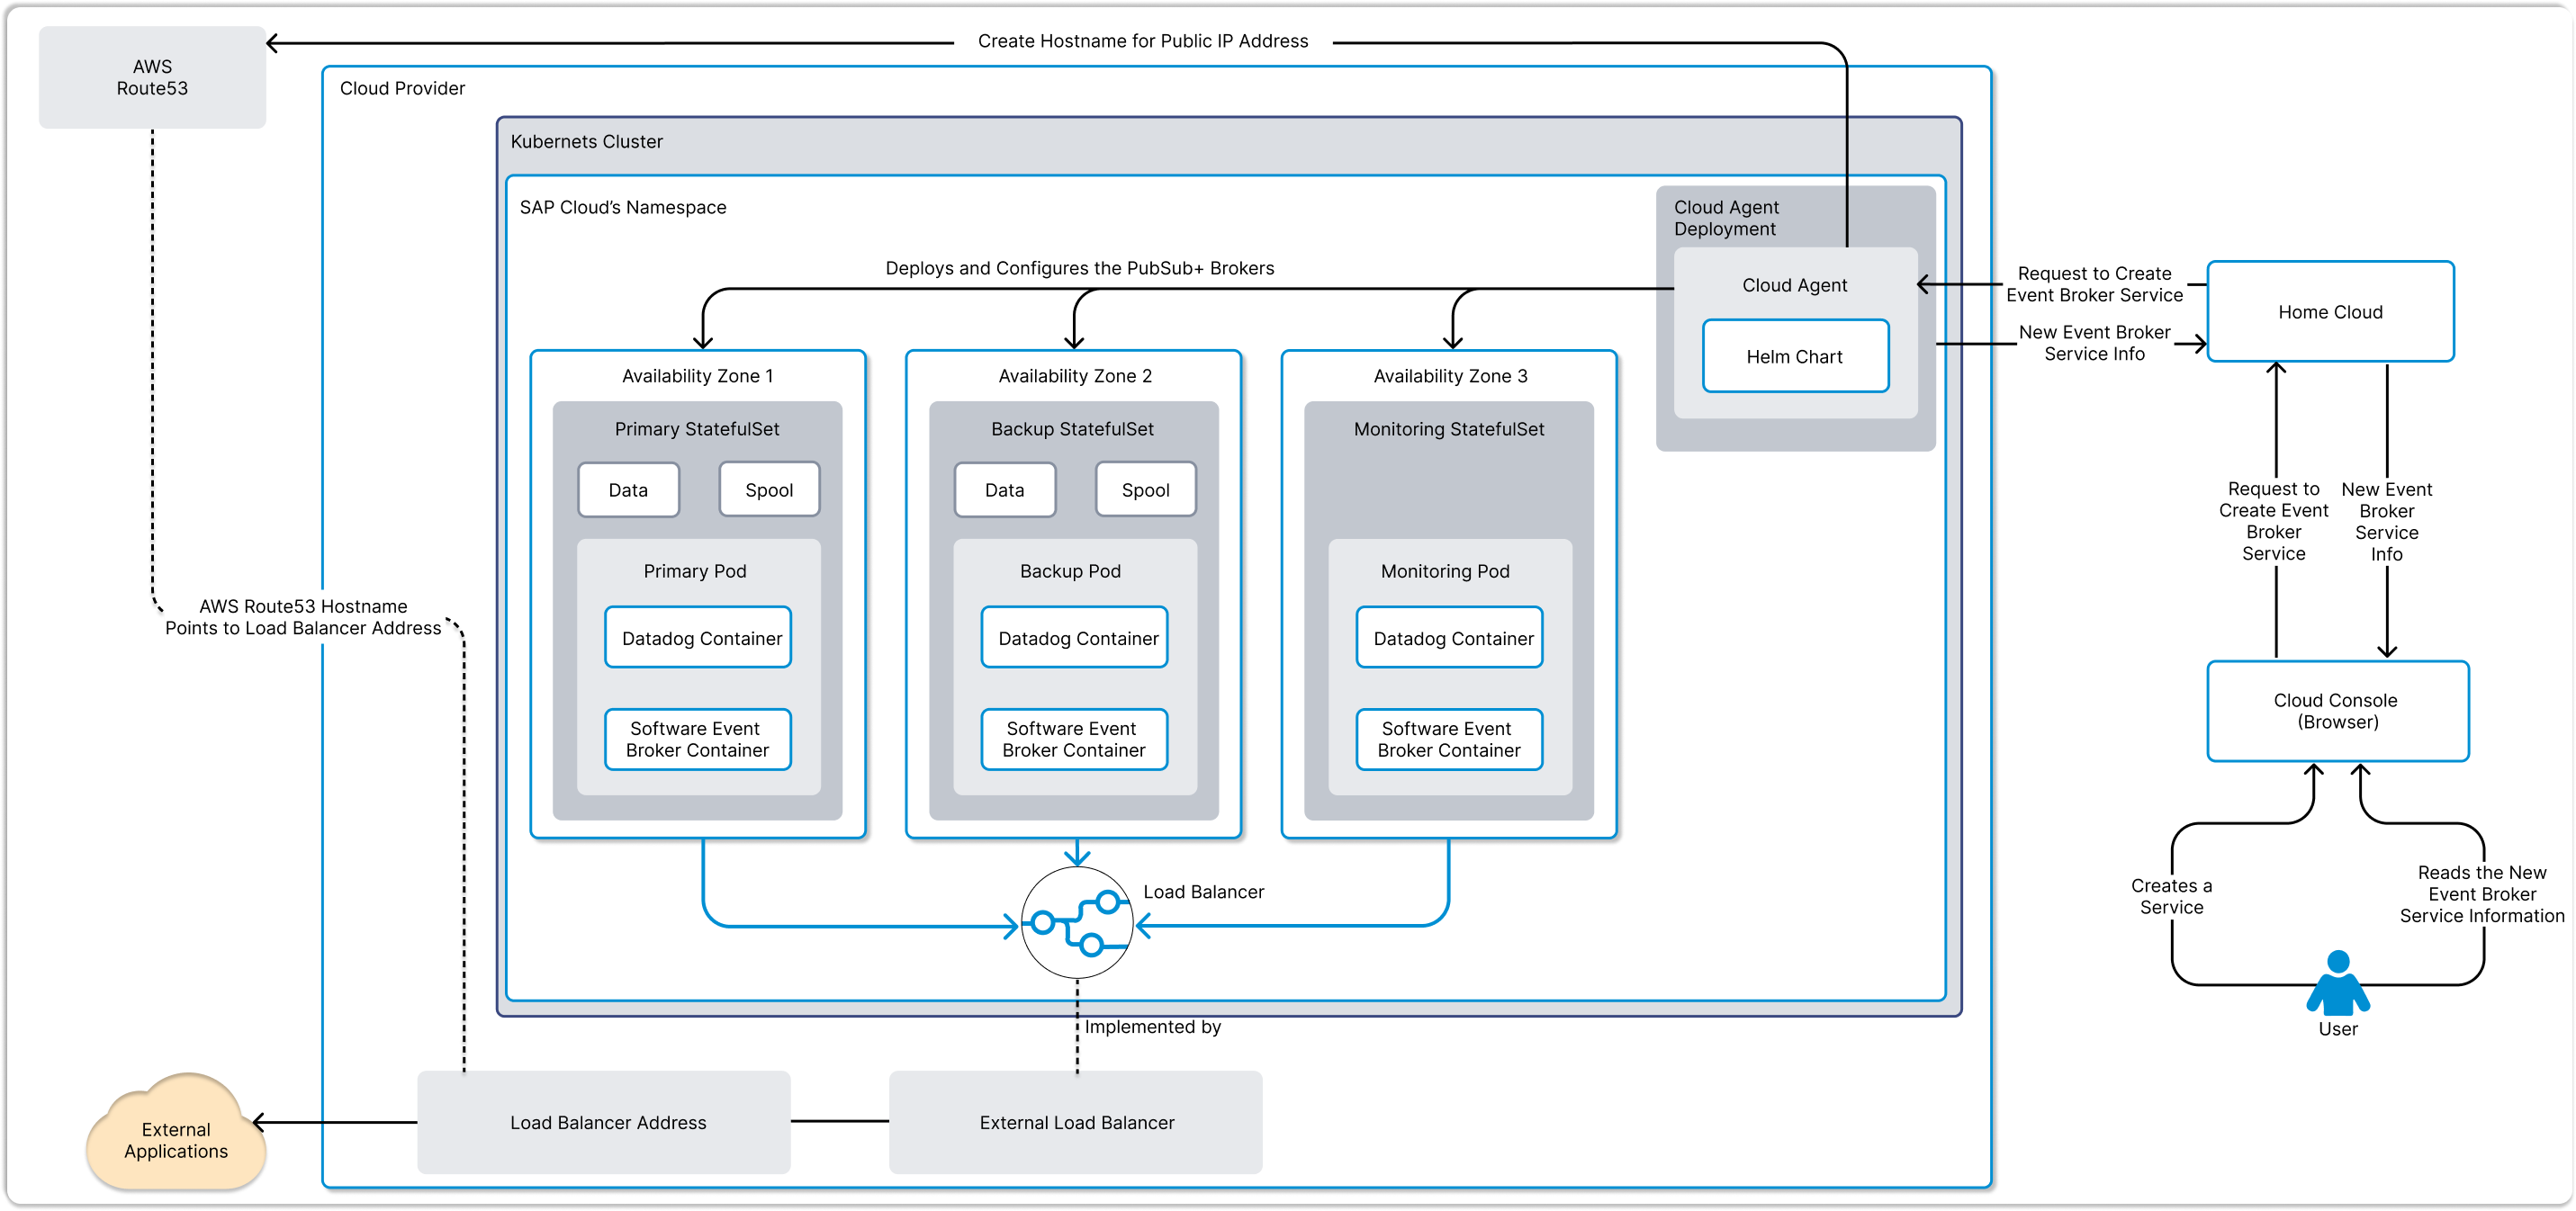 Create Hostname for Public IP Address
AWS
Route53
Cloud Provider
Kubernets Cluster
SAP Cloud’s Namespace
Cloud Agent
Deployment
Deploys and Configures the PubSub+ Brokers
Cloud Agent
Helm Chart
Request to Create
Event Broker Service
New Event Broker
Service Info
Home Cloud
Availability Zone 1
Primary StatefulSet
Data
Spool
Primary Pod
Datadog Container
Software Event
Broker Container
Availability Zone 2
Backup StatefulSet
Data
Spool
Backup Pod
Datadog Container
Software Event
Broker Container
Availability Zone 3
Monitoring StatefulSet
Monitoring Pod
Datadog Container
Software Event
Broker Container
Request to
Create Event
Broker
Service
New Event
Broker
Service
Info
AWS Route53 Hostname
Points to Load Balancer Address
Cloud Console
(Browser)
Load Balancer
Creates a
Service
Reads the New
Event Broker
Service Information
User
Implemented by
External
Applications
Load Balancer Address
External Load Balancer